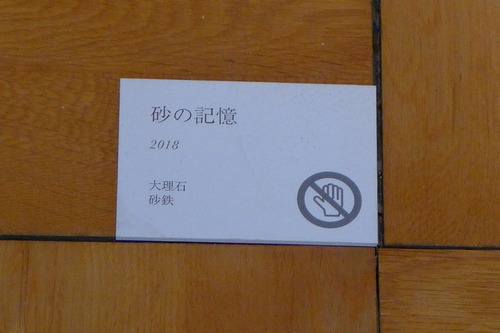 砂の記憶
2018
大理石
砂鉄